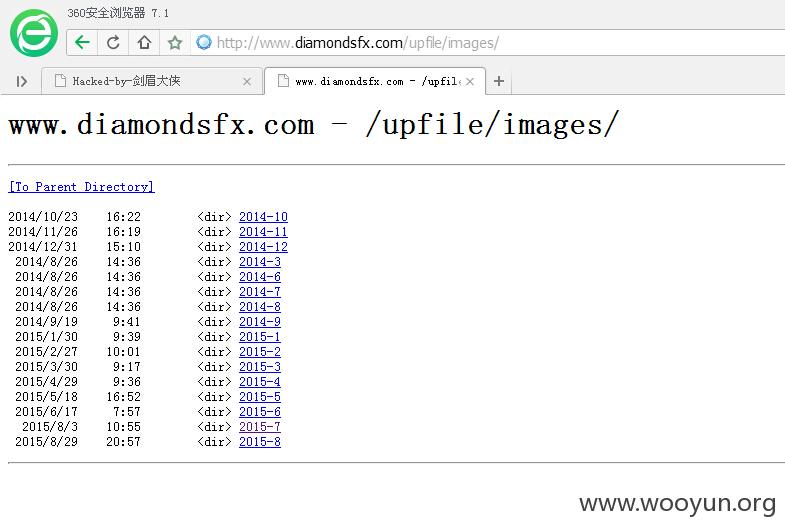 360安全浏览器 7.1
http://www.diamondsfx.com/upfile/images/
Hacked-by-剑眉大侠 × www.diamondsfx.com - /upfile × +
www.diamondsfx.com - /upfile/images/
[To Parent Directory]
2014/10/23 16:22 <dir> 2014-10
2014/11/26 16:19 <dir> 2014-11
2014/12/31 15:10 <dir> 2014-12
2014/8/26 14:36 <dir> 2014-3
2014/8/26 14:36 <dir> 2014-6
2014/8/26 14:36 <dir> 2014-7
2014/8/26 14:36 <dir> 2014-8
2014/9/19 9:41 <dir> 2014-9
2015/1/30 9:39 <dir> 2015-1
2015/2/27 10:01 <dir> 2015-2
2015/3/30 9:17 <dir> 2015-3
2015/4/29 9:36 <dir> 2015-4
2015/5/18 16:52 <dir> 2015-5
2015/6/17 7:57 <dir> 2015-6
2015/8/3 10:55 <dir> 2015-7
2015/8/29 20:57 <dir> 2015-8
www.wooyun.org